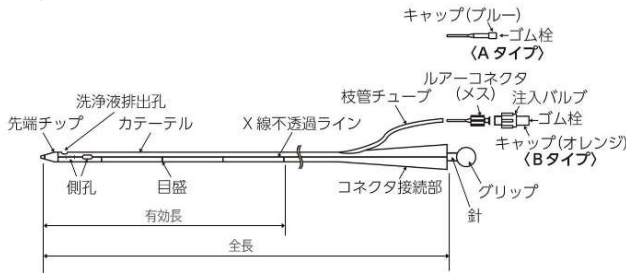 キャップ(ブルー)
ゴム栓
〈Aタイプ〉
ルアーコネクタ
(メス)
注入バルブ
枝管チューブ
ゴム栓
キャップ(オレンジ)
〈Bタイプ〉
洗浄液排出孔
先端チップ
カテーテル
X線不透過ライン
側孔
目盛
コネクタ接続部
グリップ
針
有効長
全長